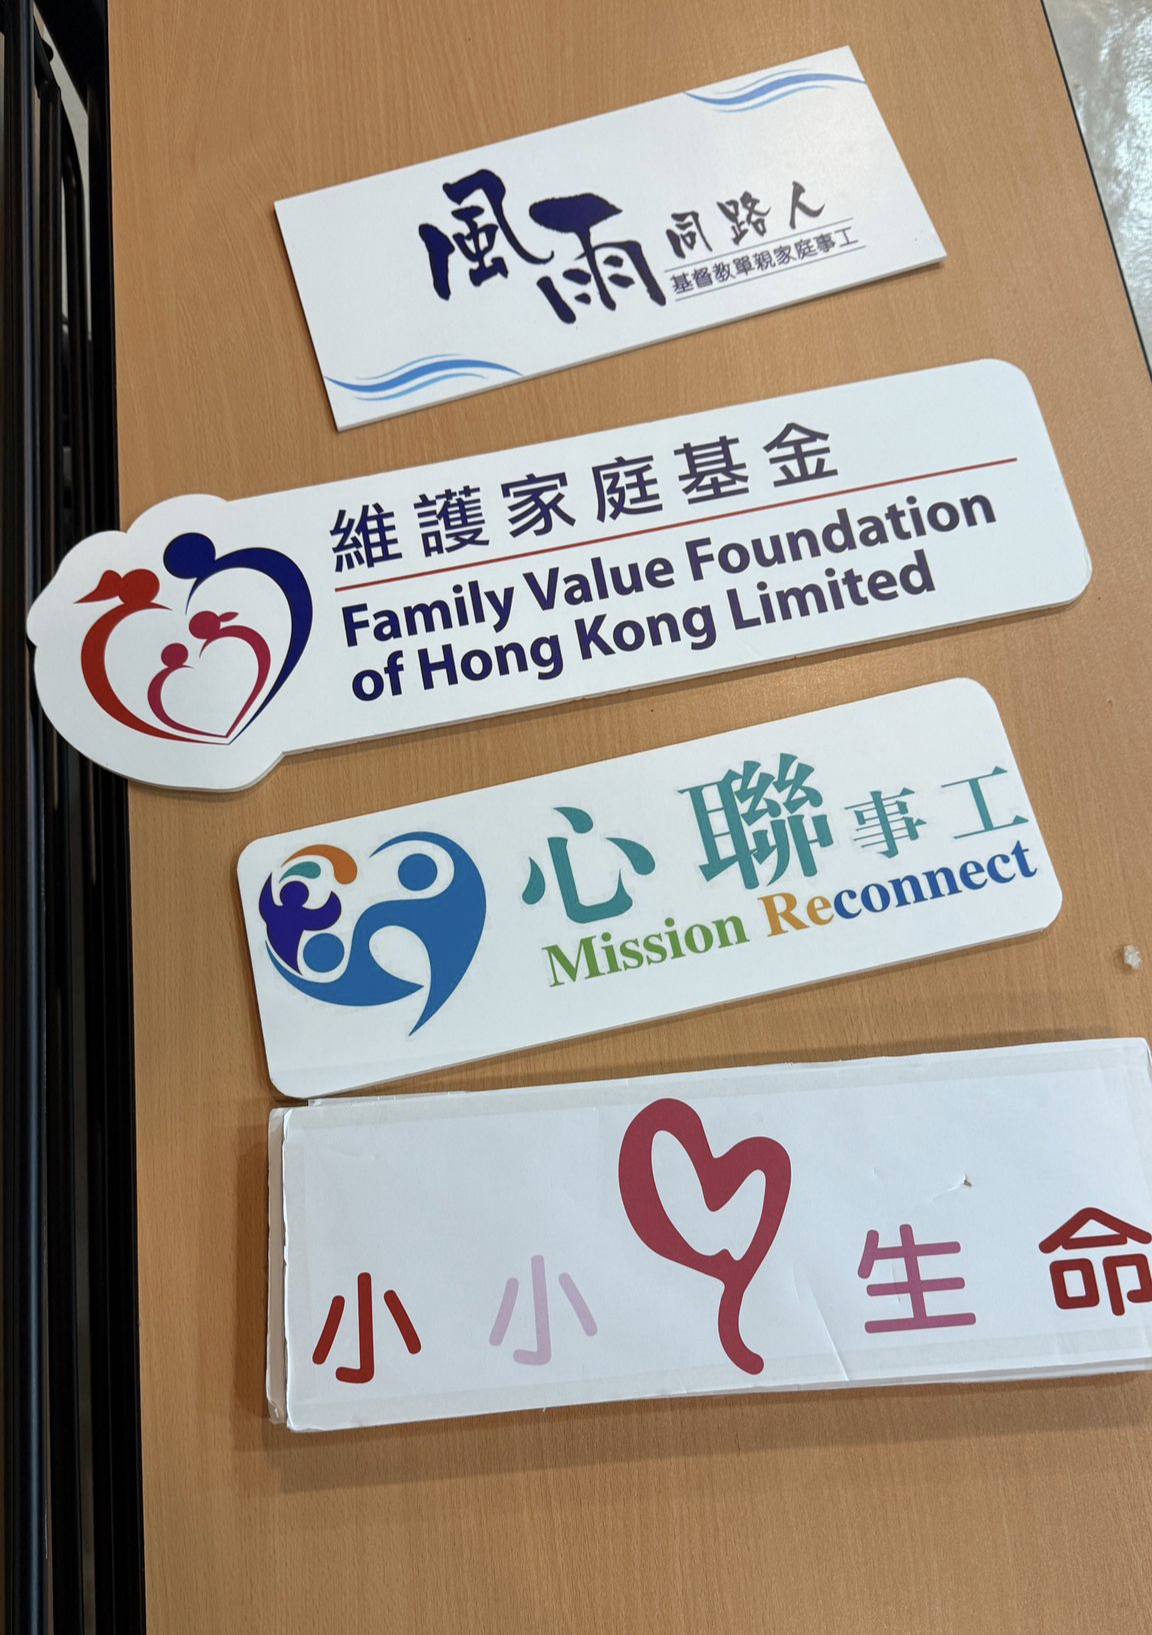 風雨同路人
基督教單親家庭事工
維護家庭基金
Family Value Foundation
of Hong Kong Limited
心聯事工
Mission Reconnect
小小生命